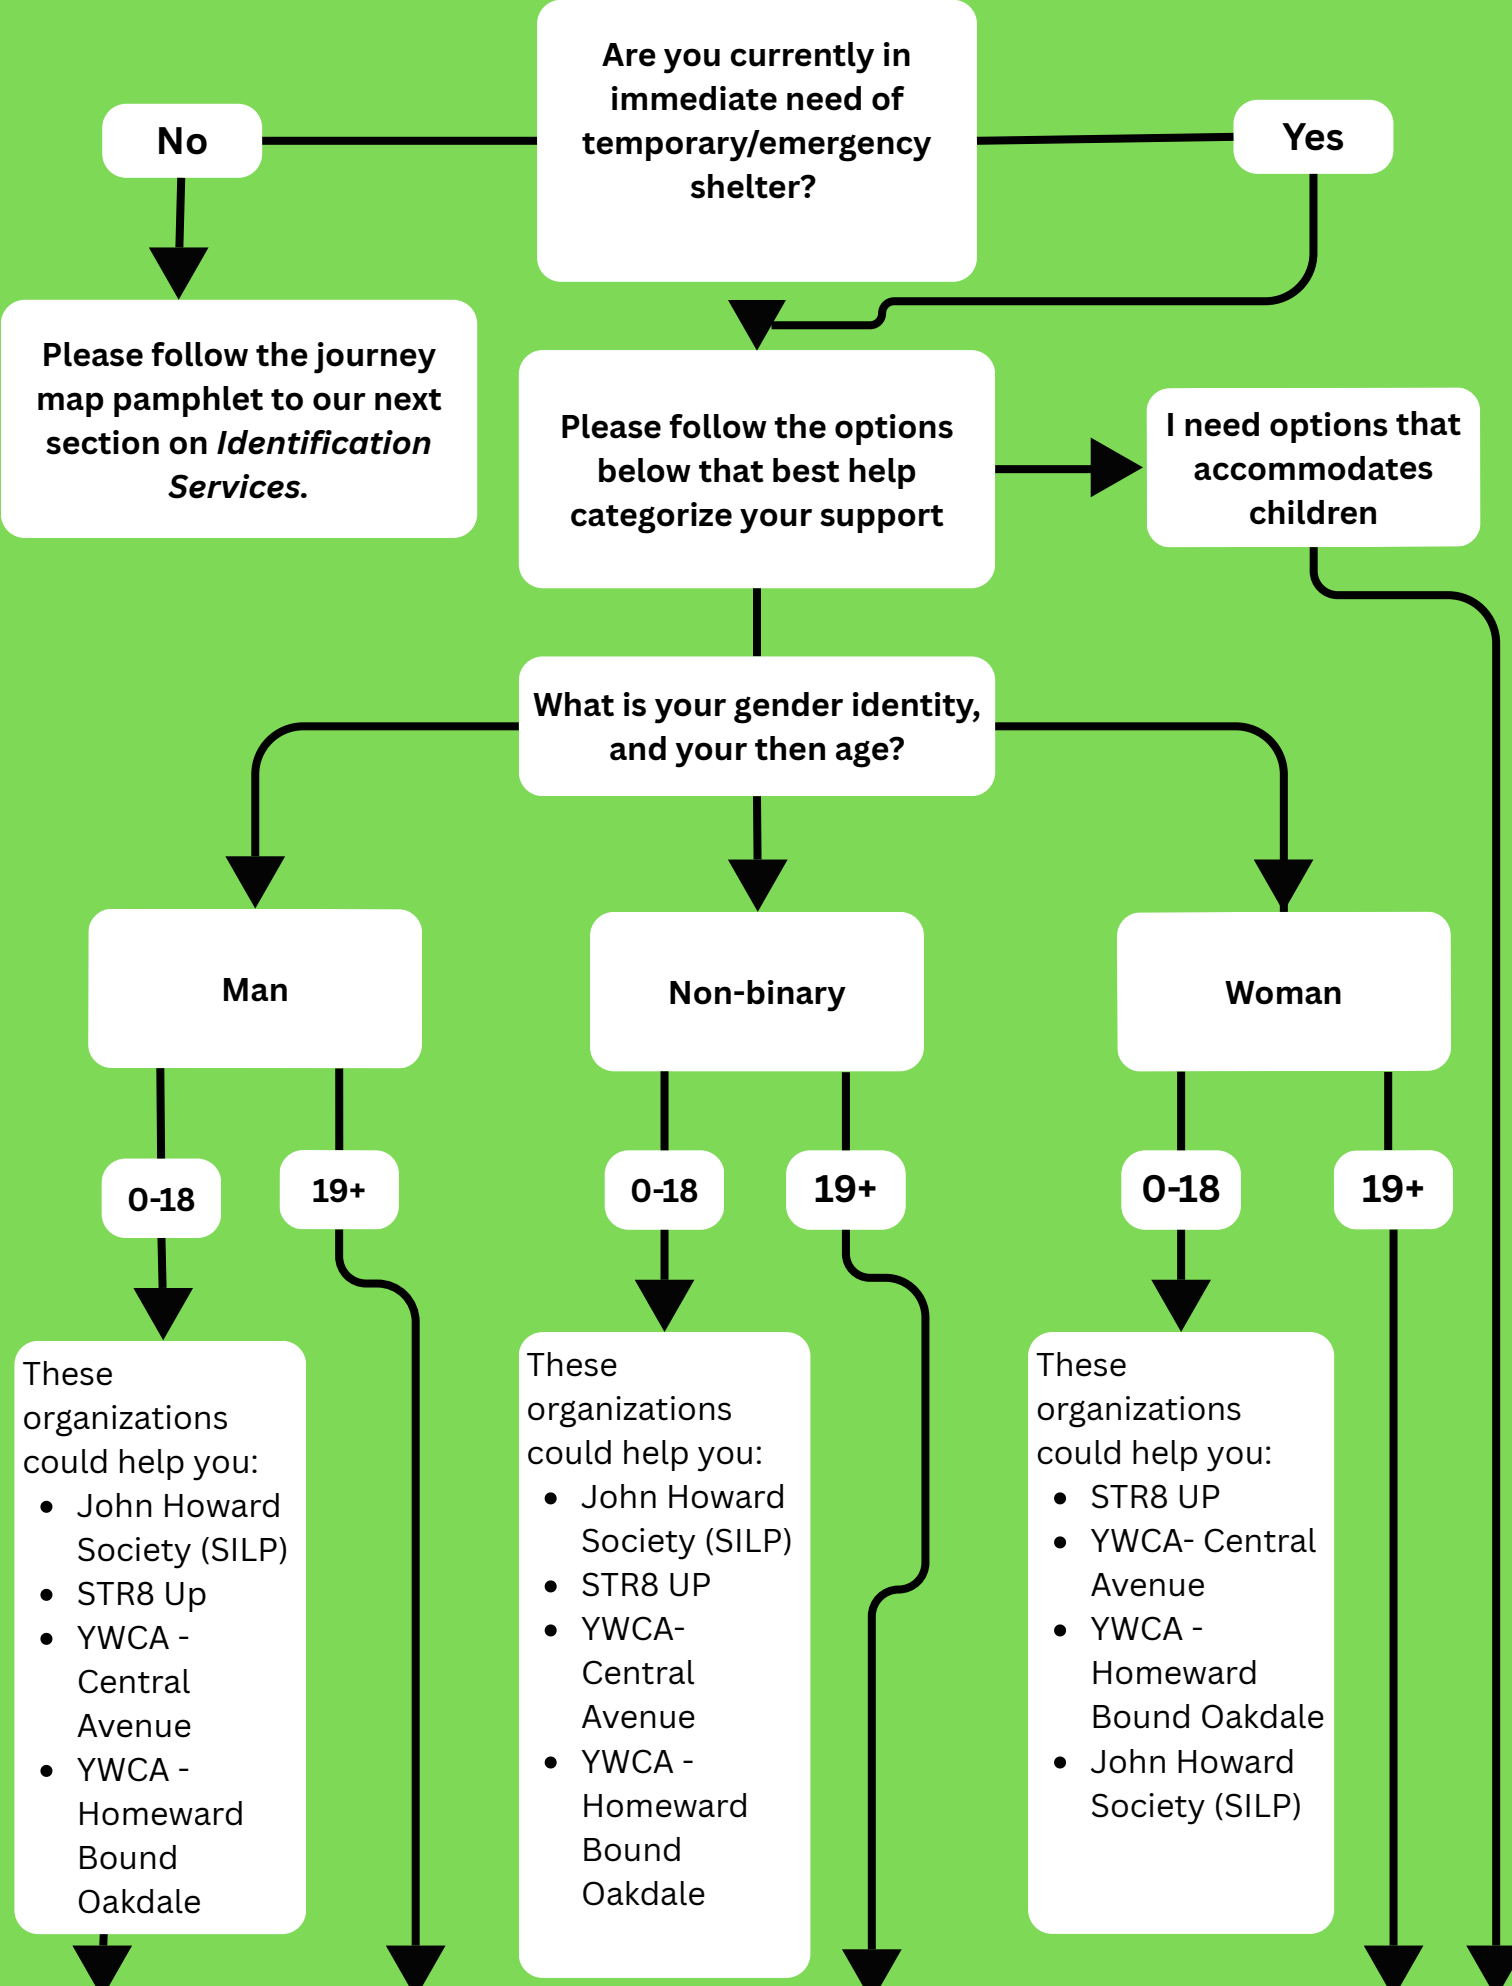 Are you currently in
immediate need of
temporary/emergency
shelter?
No
Yes
Please follow the journey
map pamphlet to our next
section on Identification
Services.
Please follow the options
below that best help
categorize your support
I need options that
accommodates
children
What is your gender identity,
and your then age?
Man
Non-binary
Woman
0-18
19+
0-18
19+
0-18
19+
These
organizations
could help you:
• John Howard
Society (SILP)
• STR8 Up
• YWCA -
Central
Avenue
• YWCA -
Homeward
Bound
Oakdale
These
organizations
could help you:
• John Howard
Society (SILP)
• STR8 UP
• YWCA-
Central
Avenue
• YWCA -
Homeward
Bound
Oakdale
These
organizations
could help you:
• STR8 UP
• YWCA- Central
Avenue
• YWCA -
Homeward
Bound Oakdale
• John Howard
Society (SILP)